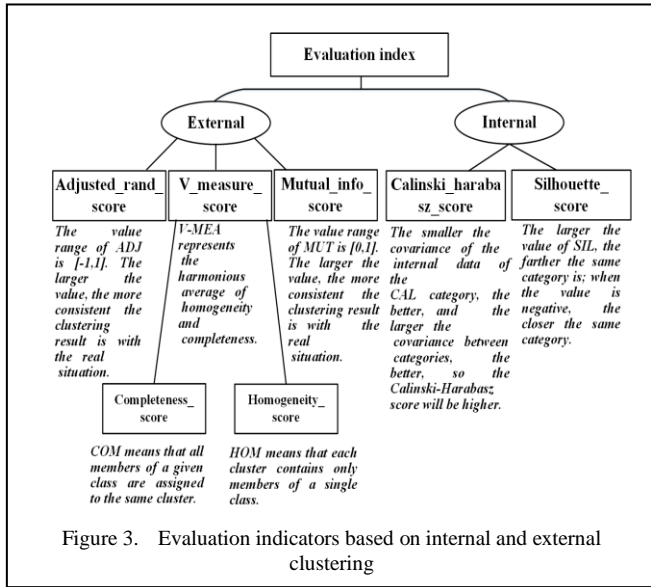 Evaluation index
External
Internal
Adjusted_rand_
score
V_measure_
score
Mutual_info_
score
Calinski_haraba
sz_score
Silhouette_
score
The value
range of ADJ
is [-1,1]. The
larger the
value, the more
consistent the
clustering
result is with
the real
situation.
V-MEA
represents
the
harmonious
average of
homogeneity
and
completeness.
The value range
of MUT is [0,1].
The larger the
value, the more
consistent the
clustering result
is with the
real
situation.
The smaller the
covariance of the
internal data of
the
CAL category, the
better, and the
larger the
covariance between
categories, the
better, so the
Calinski-Harabasz
score will be higher.
The larger the
value of SIL, the
farther the same
category is; when
the value is
negative, the
closer the same
category.
Completeness_
score
Homogeneity_
score
COM means that all
members of a given
class are assigned
to the same cluster.
HOM means that each
cluster contains only
members of a single
class.
Figure 3. Evaluation indicators based on internal and external
clustering